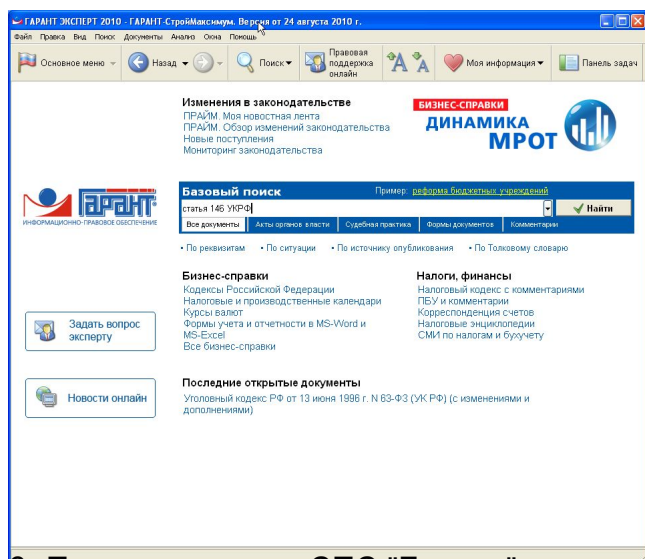 ГАРАНТ ЭКСПЕРТ 2010 - ГАРАНТ-СтройМаксимум. Версия от 24 августа 2010 г.
Файл Правка Вид Поиск Документы Анализ Окна Помощь
Основное меню Назад Поиск Правовая поддержка онлайн Моя информация Панель задач
Изменения в законодательстве
ПРАЙМ. Моя новостная лента
ПРАЙМ. Обзор изменений законодательства
Новые поступления
Мониторинг законодательства
БИЗНЕС-СПРАВКИ
ДИНАМИКА
МРОТ
ГАРАНТ
ИНФОРМАЦИОННО-ПРАВОВОЕ ОБЕСПЕЧЕНИЕ
Базовый поиск Пример: реформа бюджетных учреждений
статья 146 УКРФ Найти
Все документы Акты органов власти Судебная практика Формы документов Комментарии
• По реквизитам • По ситуации • По источнику опубликования • По Толковому словарю
Бизнес-справки
Кодексы Российской Федерации
Налоговые и производственные календари
Курсы валют
Формы учета и отчетности в MS-Word и
MS-Excel
Все бизнес-справки
Налоги, финансы
Налоговый кодекс с комментариями
ПБУ и комментарии
Корреспонденция счетов
Налоговые энциклопедии
СМИ по налогам и бухучету
Задать вопрос
эксперту
Новости онлайн
Последние открытые документы
Уголовный кодекс РФ от 13 июня 1996 г. N 63-ФЗ (УК РФ) (с изменениями и
дополнениями)